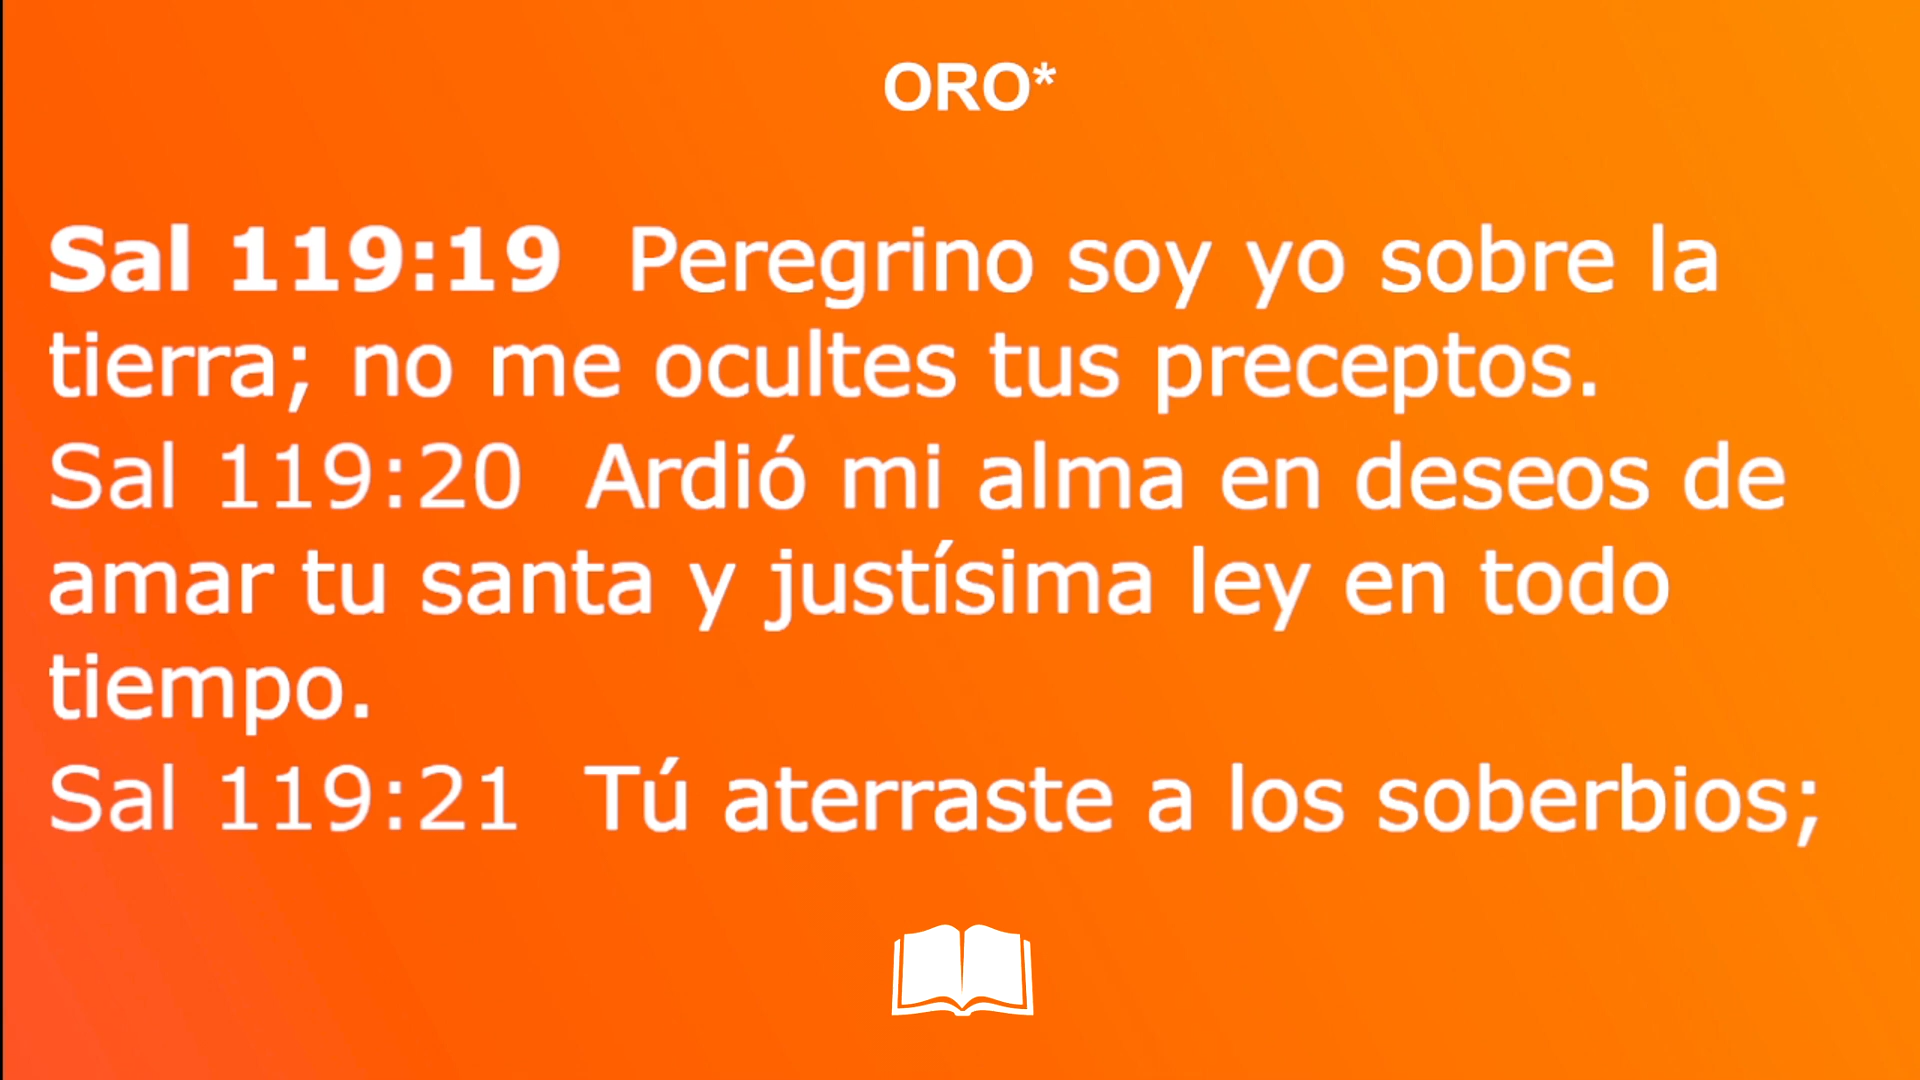 ORO*
Sal 119:19  Peregrino soy yo sobre la
tierra; no me ocultes tus preceptos.
Sal 119:20  Ardió mi alma en deseos de
amar tu santa y justísima ley en todo
tiempo.
Sal 119:21  Tú aterraste a los soberbios;